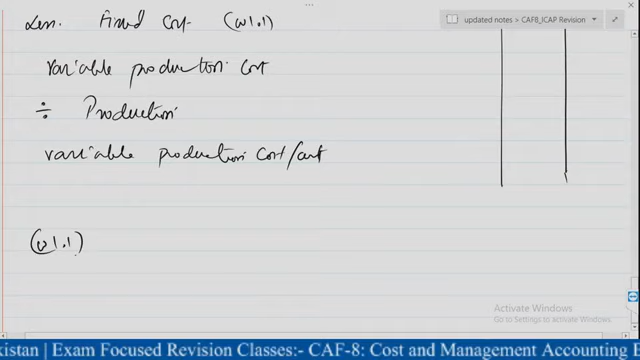 Less. Fixed Cost (w1.1)
updated notes > CAF8_ICAP Revision
variable production cost
÷ Production
variable production cost/unit
(w1.1)
Activate Windows
Go to Settings to activate Windows.
kistan | Exam Focused Revision Classes:- CAF-8: Cost and Management Accounting E